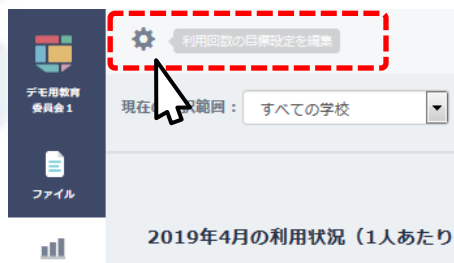 利用回数の目標設定を編集
デモ用教育
委員会1
現在の選択範囲：
すべての学校
ファイル
2019年4月の利用状況（1人あたり